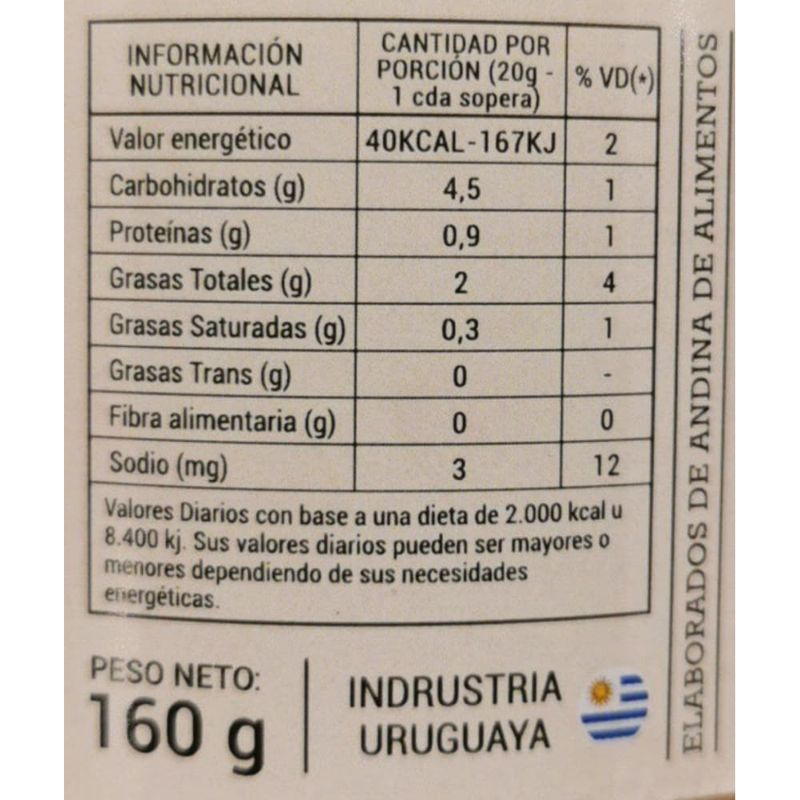 INFORMACIÓN
NUTRICIONAL
CANTIDAD POR
PORCIÓN (20g -
1 cda sopera)
% VD(*)
Valor energético 40KCAL-167KJ 2
Carbohidratos (g) 4,5 1
Proteínas (g) 0,9 1
Grasas Totales (g) 2 4
Grasas Saturadas (g) 0,3 1
Grasas Trans (g) 0 -
Fibra alimentaria (g) 0 0
Sodio (mg) 3 12
Valores Diarios con base a una dieta de 2.000 kcal u
8.400 kj. Sus valores diarios pueden ser mayores o
menores dependiendo de sus necesidades
energéticas.
PESO NETO:
160 g
INDRUSTRIA
URUGUAYA
ELABORADOS DE ANDINA DE ALIMENTOS